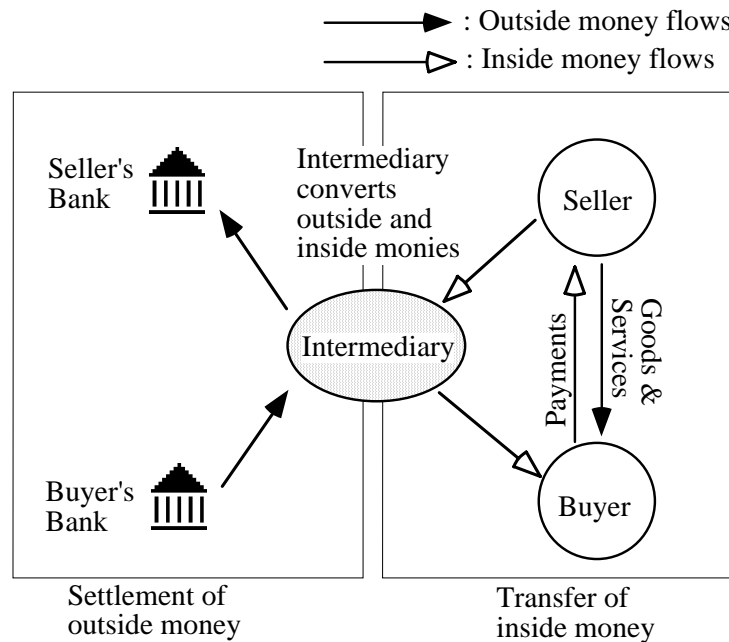 : Outside money flows
: Inside money flows
Seller's
Bank
Intermediary
converts
outside and
inside monies
Seller
Intermediary
Payments
Goods &
Services
Buyer's
Bank
Buyer
Settlement of
outside money
Transfer of
inside money